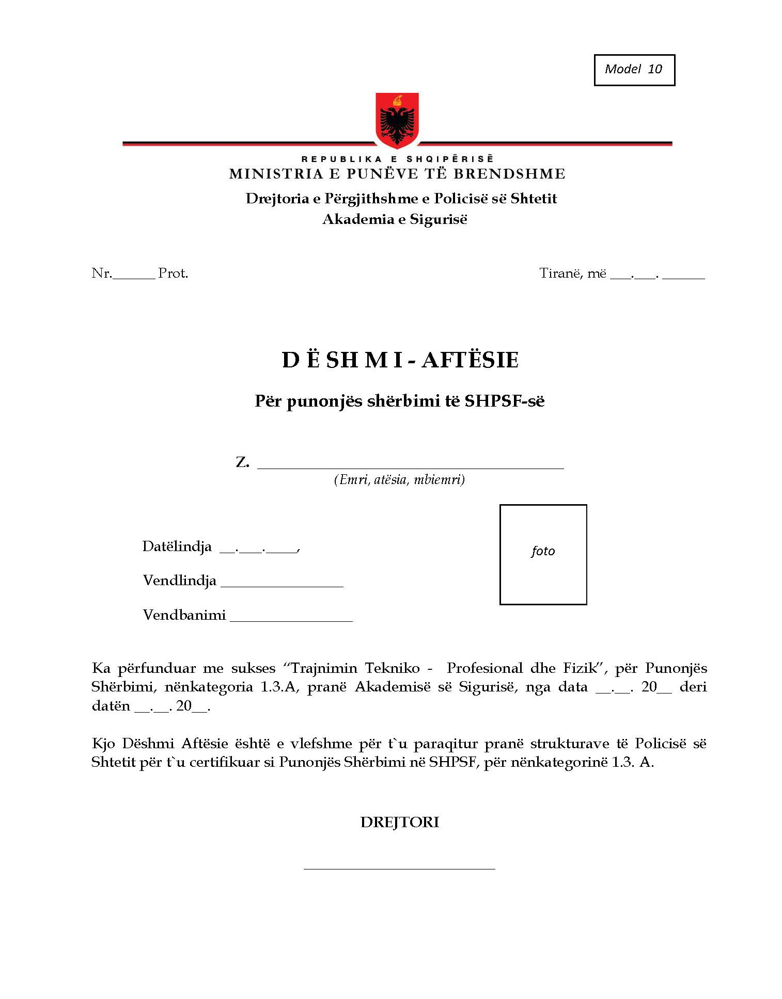 Model 10
REPUBLIKA E SHQIPËRISË
MINISTRIA E PUNËVE TË BRENDSHME
Drejtoria e Përgjithshme e Policisë së Shtetit
Akademia e Sigurisë
Nr.______ Prot. Tiranë, më ___.___. ______
D Ë SH M I - AFTËSIE
Për punonjës shërbimi të SHPSF-së
Z. ________________________________________
(Emri, atësia, mbiemri)
foto
Datëlindja __.___.____,
Vendlindja ________________
Vendbanimi ________________
Ka përfunduar me sukses “Trajnimin Tekniko - Profesional dhe Fizik”, për Punonjës
Shërbimi, nënkategoria 1.3.A, pranë Akademisë së Sigurisë, nga data __.__. 20__ deri
datën __.__. 20__.
Kjo Dëshmi Aftësie është e vlefshme për t`u paraqitur pranë strukturave të Policisë së
Shtetit për t`u certifikuar si Punonjës Shërbimi në SHPSF, për nënkategorinë 1.3. A.
DREJTORI
_________________________